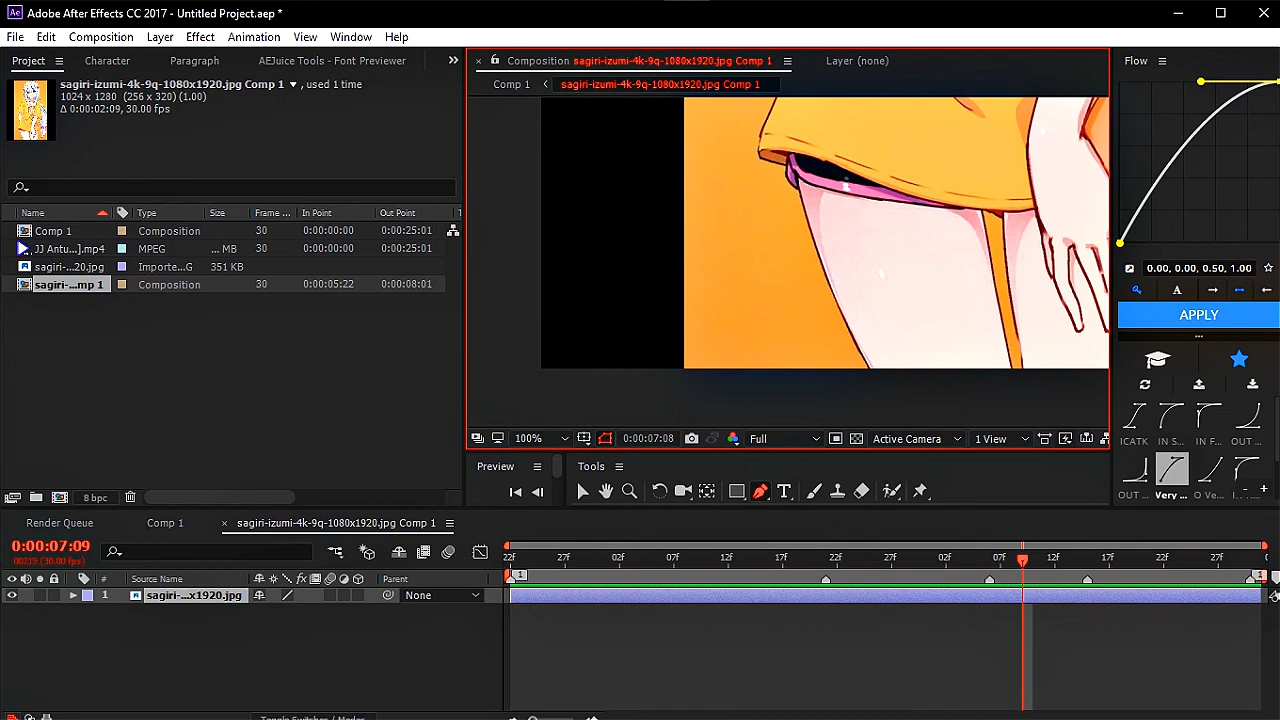 Adobe After Effects CC 2017 - Untitled Project.aep *
File Edit Composition Layer Effect Animation View Window Help
Project Character Paragraph AEJuice Tools - Font Previewer
sagiri-izumi-4k-9q-1080x1920.jpg Comp 1 , used 1 time
1024 x 1280 (256 x 320) (1.00)
Δ 0:00:02:09, 30.00 fps
Name Type Size Frame ... In Point Out Point
Comp 1 Composition 30 0:00:00:00 0:00:25:01
JJ Antu...].mp4 MPEG ... MB 30 0:00:00:00 0:00:25:01
sagiri-...20.jpg Importe...G 351 KB
sagiri-...mp 1 Composition 30 0:00:05:22 0:00:08:01
8 bpc
Composition sagiri-izumi-4k-9q-1080x1920.jpg Comp 1 Layer (none)
Comp 1 sagiri-izumi-4k-9q-1080x1920.jpg Comp 1
100% 0:00:07:08 Full Active Camera 1 View
Preview Tools
Flow
0.00, 0.00, 0.50, 1.00
A
APPLY
ICATK IN S... IN F... OUT ...
OUT ... Very ... O Ve... IN
Render Queue Comp 1 sagiri-izumi-4k-9q-1080x1920.jpg Comp 1
0:00:07:09
00219 (30.00 fps)
22F 27F 02F 07F 12F 17F 22F 27F 02F 07F 12F 17F 22F 27F
# Source Name Parent
1 1
1 sagiri-...x1920.jpg None
Toggle Switches / Modes